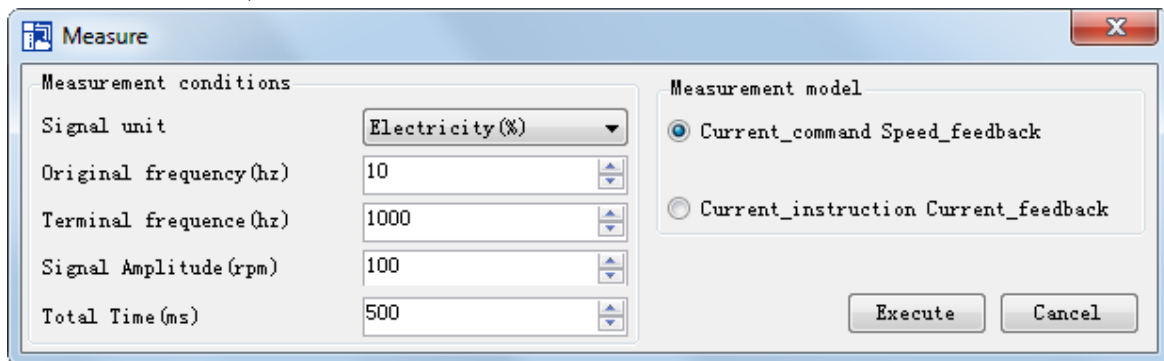 Measure
Measurement conditions
Signal unit
Electricity(%)
Original frequency(hz)
10
Terminal frequence(hz)
1000
Signal Amplitude(rpm)
100
Total Time(ms)
500
Measurement model
Current_command Speed_feedback
Current_instruction Current_feedback
Execute
Cancel